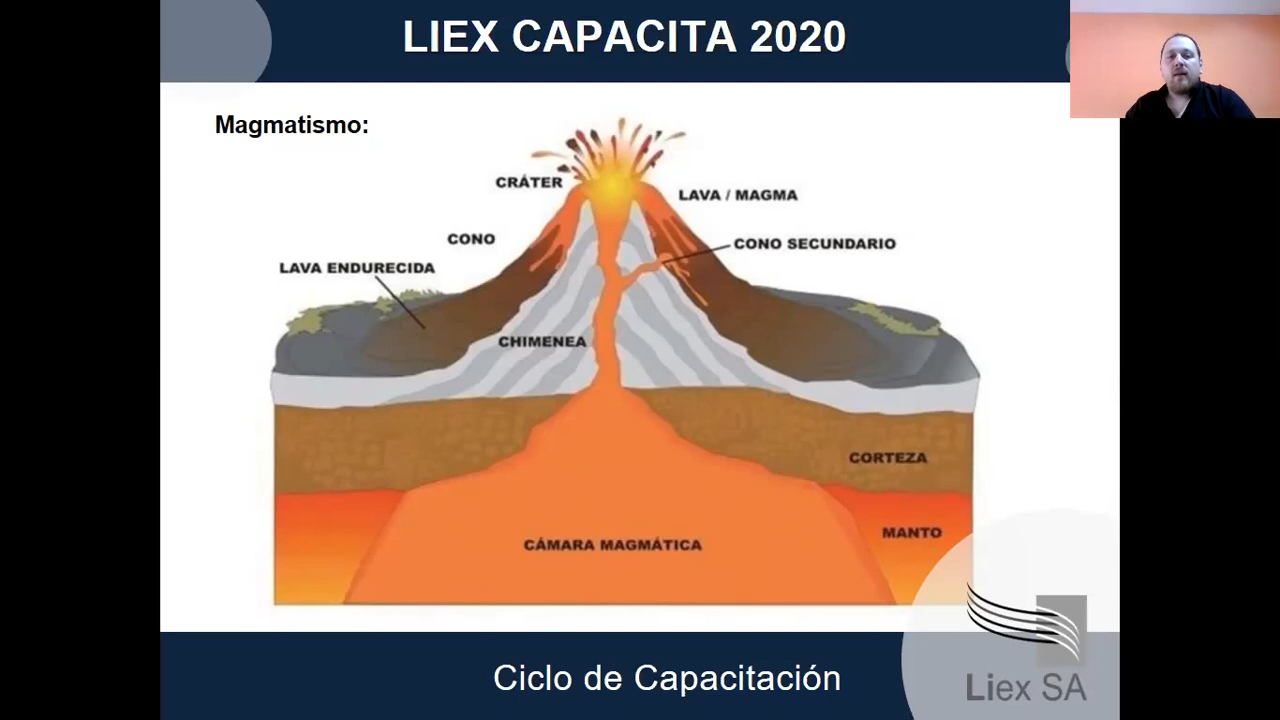 LIEX CAPACITA 2020
Magmatismo:
CRÁTER
LAVA / MAGMA
CONO
CONO SECUNDARIO
LAVA ENDURECIDA
CHIMENEA
CORTEZA
MANTO
CÁMARA MAGMÁTICA
Ciclo de Capacitación
Liex SA